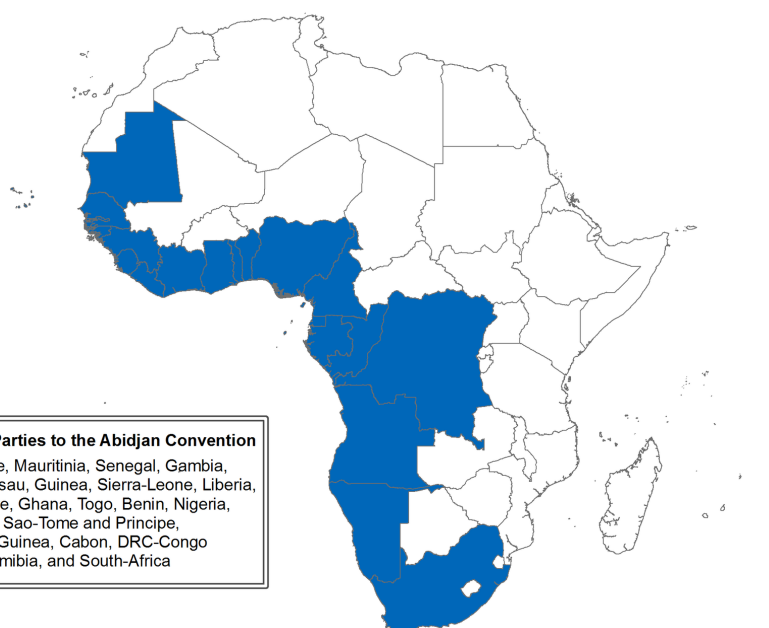 Parties to the Abidjan Convention
e, Mauritinia, Senegal, Gambia,
sau, Guinea, Sierra-Leone, Liberia,
e, Ghana, Togo, Benin, Nigeria,
Sao-Tome and Principe,
Guinea, Cabon, DRC-Congo
mibia, and South-Africa